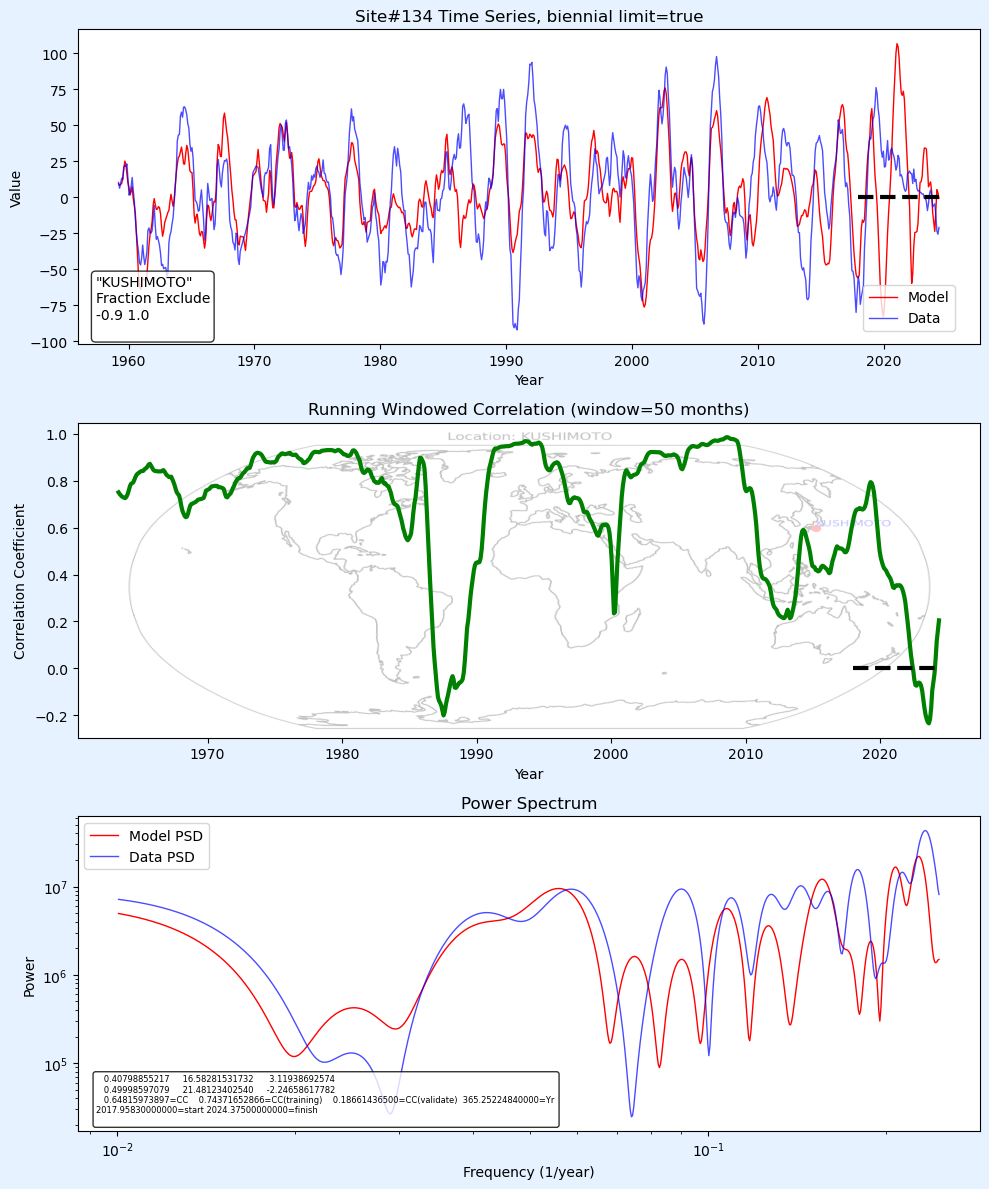 Site#134 Time Series, biennial limit=true
100
75
50
25
0
−25
−50
−75
−100
Value
"KUSHIMOTO"
Fraction Exclude
-0.9 1.0
Model
Data
1960
1970
1980
1990
2000
2010
2020
Year
Running Windowed Correlation (window=50 months)
Location: KUSHIMOTO
KUSHIMOTO
1.0
0.8
0.6
0.4
0.2
0.0
−0.2
Correlation Coefficient
1970
1980
1990
2000
2010
2020
Year
Power Spectrum
Model PSD
Data PSD
10⁷
10⁶
10⁵
Power
0.40798855217 16.58281531732 3.11938692574
0.49998597079 21.48123402540 -2.24658617782
0.64815973897=CC 0.74371652866=CC(training) 0.18661436500=CC(validate) 365.25224840000=Yr
2017.95830000000=start 2024.37500000000=finish
10⁻²
10⁻¹
Frequency (1/year)